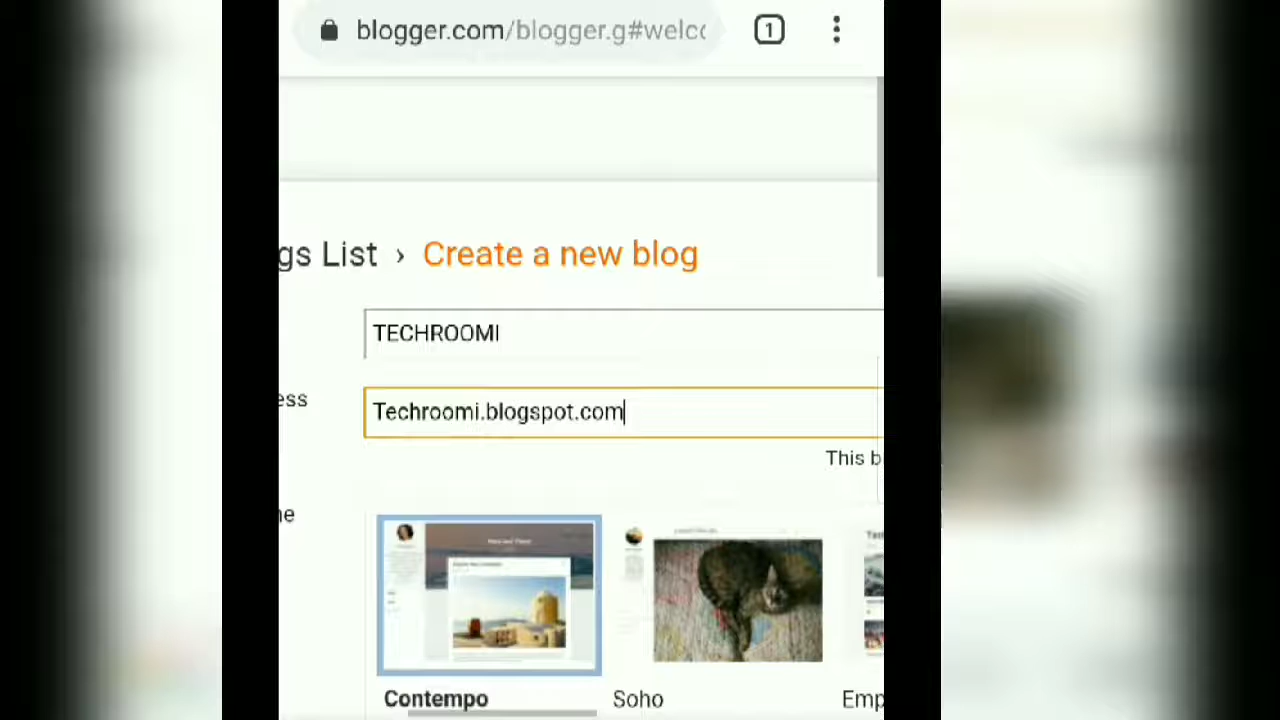 blogger.com/blogger.g#welco
1
gs List › Create a new blog
TECHROOMI
ess
Techroomi.blogspot.com
This b
ne
Contempo
Soho
Emp